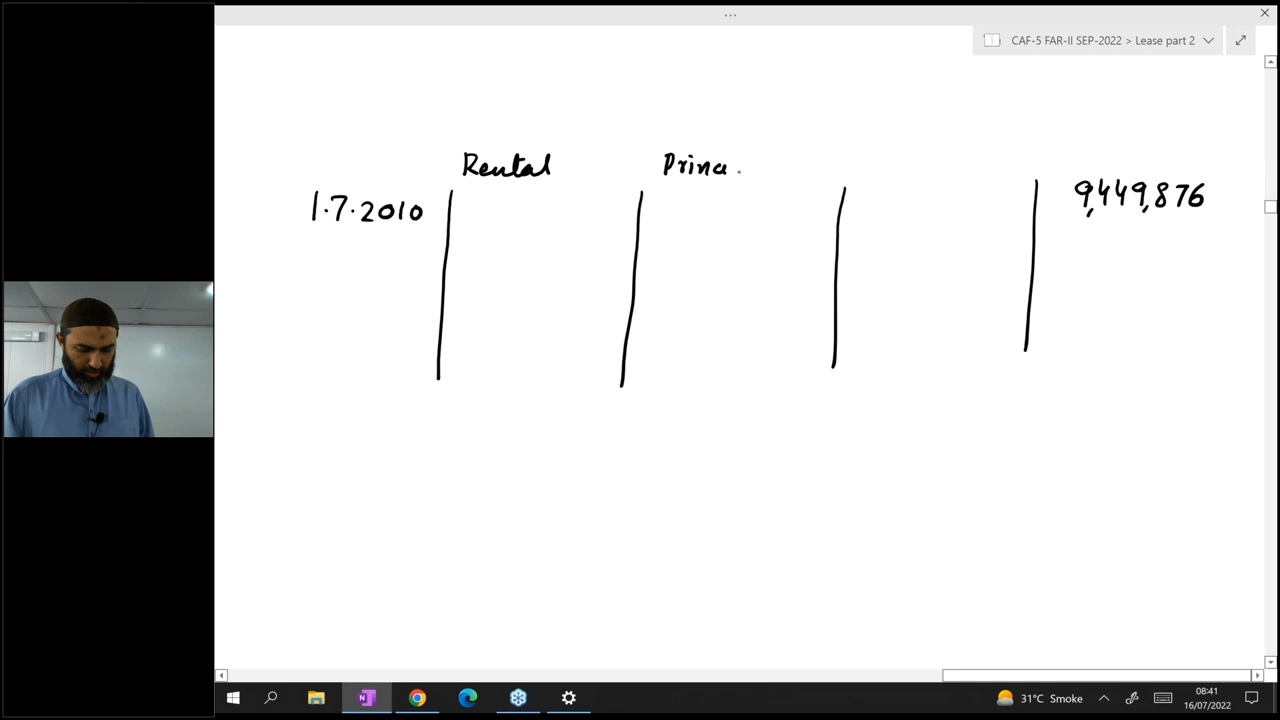 CAF-5 FAR-II SEP-2022 > Lease part 2
Rental Princ
1.7.2010 9,449,876
31°C Smoke
08:41
16/07/2022